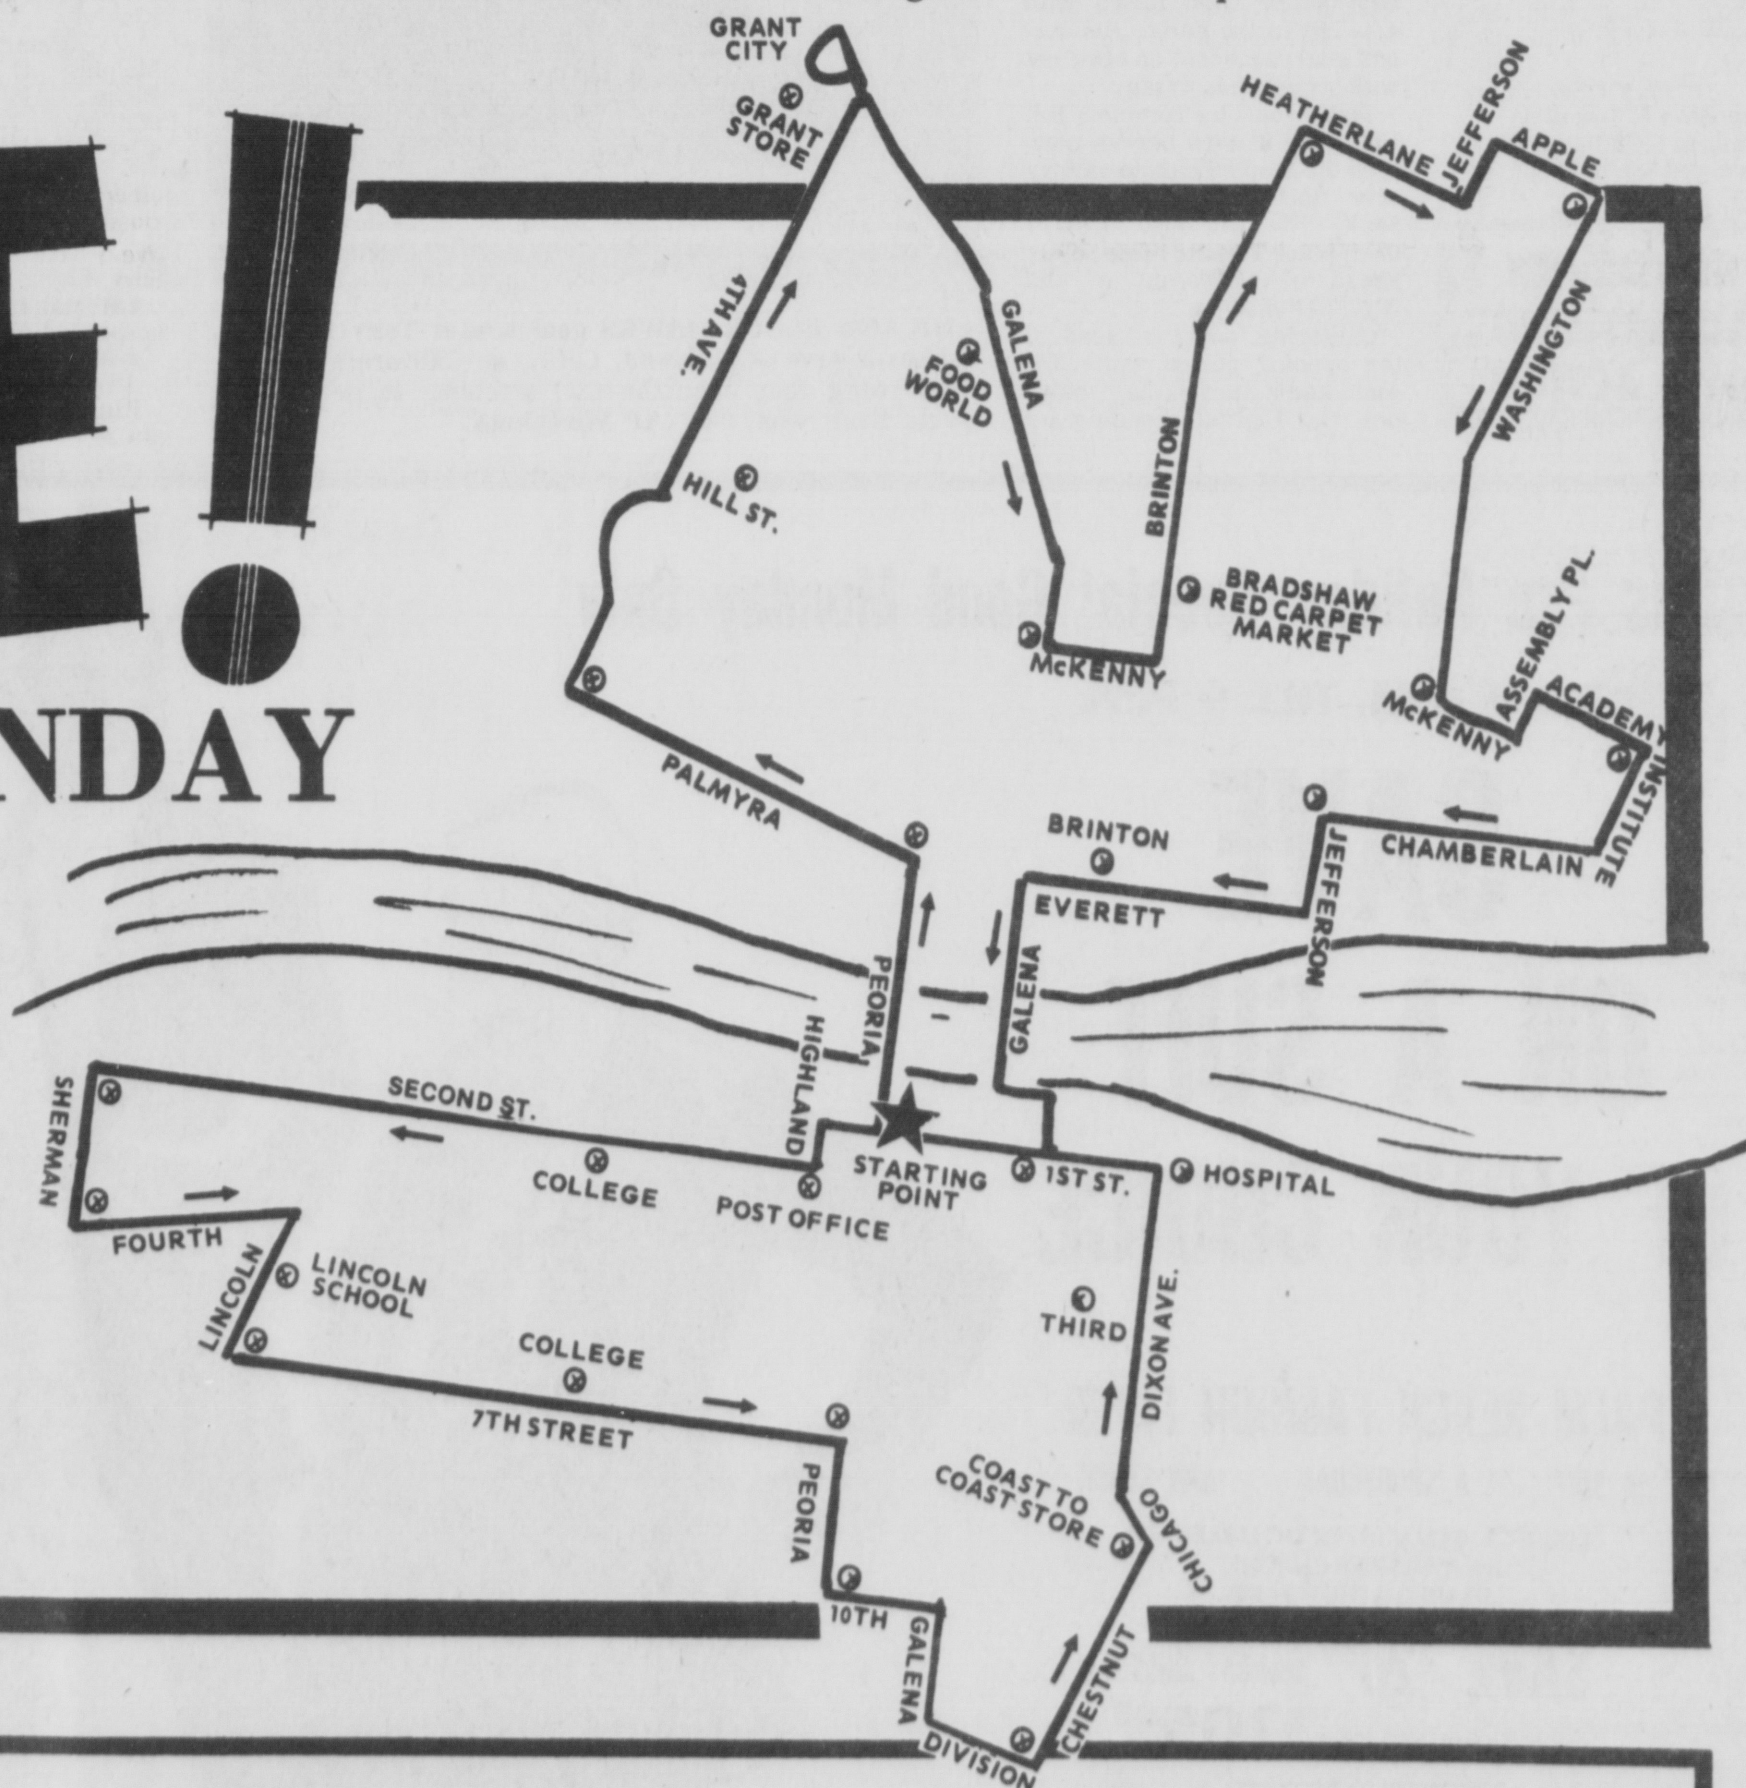 E!
NDAY
GRANT
CITY
GRANT
STORE
4TH AVE.
HILL ST.
PALMYRA
PEORIA
GALENA
FOOD
WORLD
McKENNY
BRINTON
BRADSHAW
RED CARPET
MARKET
HEATHERLANE
JEFFERSON
APPLE
WASHINGTON
McKENNY
ASSEMBLY PL.
ACADEMY
INSTITUTE
CHAMBERLAIN
JEFFERSON
BRINTON
EVERETT
GALENA
HIGHLAND
STARTING
POINT
1ST ST.
HOSPITAL
SECOND ST.
COLLEGE
POST OFFICE
SHERMAN
FOURTH
LINCOLN
LINCOLN
SCHOOL
COLLEGE
7TH STREET
PEORIA
10TH
GALENA
DIVISION
CHESTNUT
CHICAGO
COAST TO
COAST STORE
THIRD
DIXON AVE.